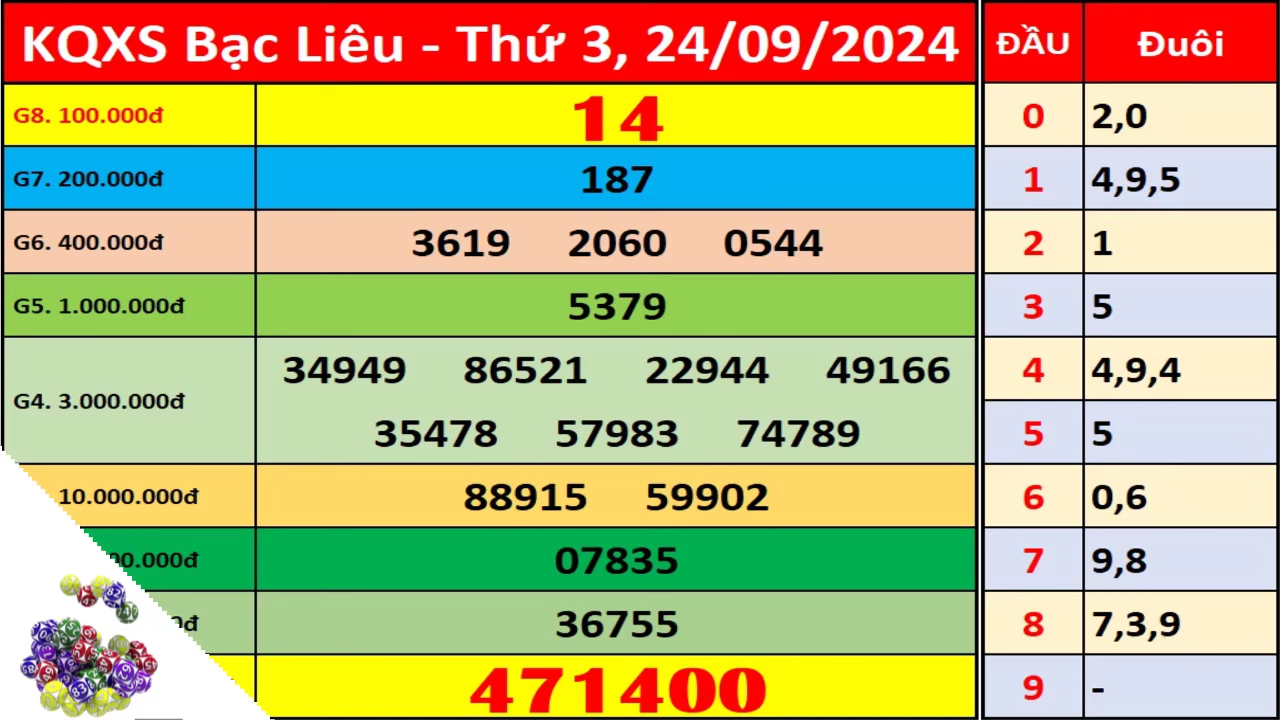 KQXS Bạc Liêu - Thứ 3, 24/09/2024
G8. 100.000đ 14
G7. 200.000đ 187
G6. 400.000đ 3619 2060 0544
G5. 1.000.000đ 5379
G4. 3.000.000đ
34949 86521 22944 49166
35478 57983 74789
10.000.000đ 88915 59902
07835
36755
471400
ĐẦU Đuôi
0 2,0
1 4,9,5
2 1
3 5
4 4,9,4
5 5
6 0,6
7 9,8
8 7,3,9
9 -